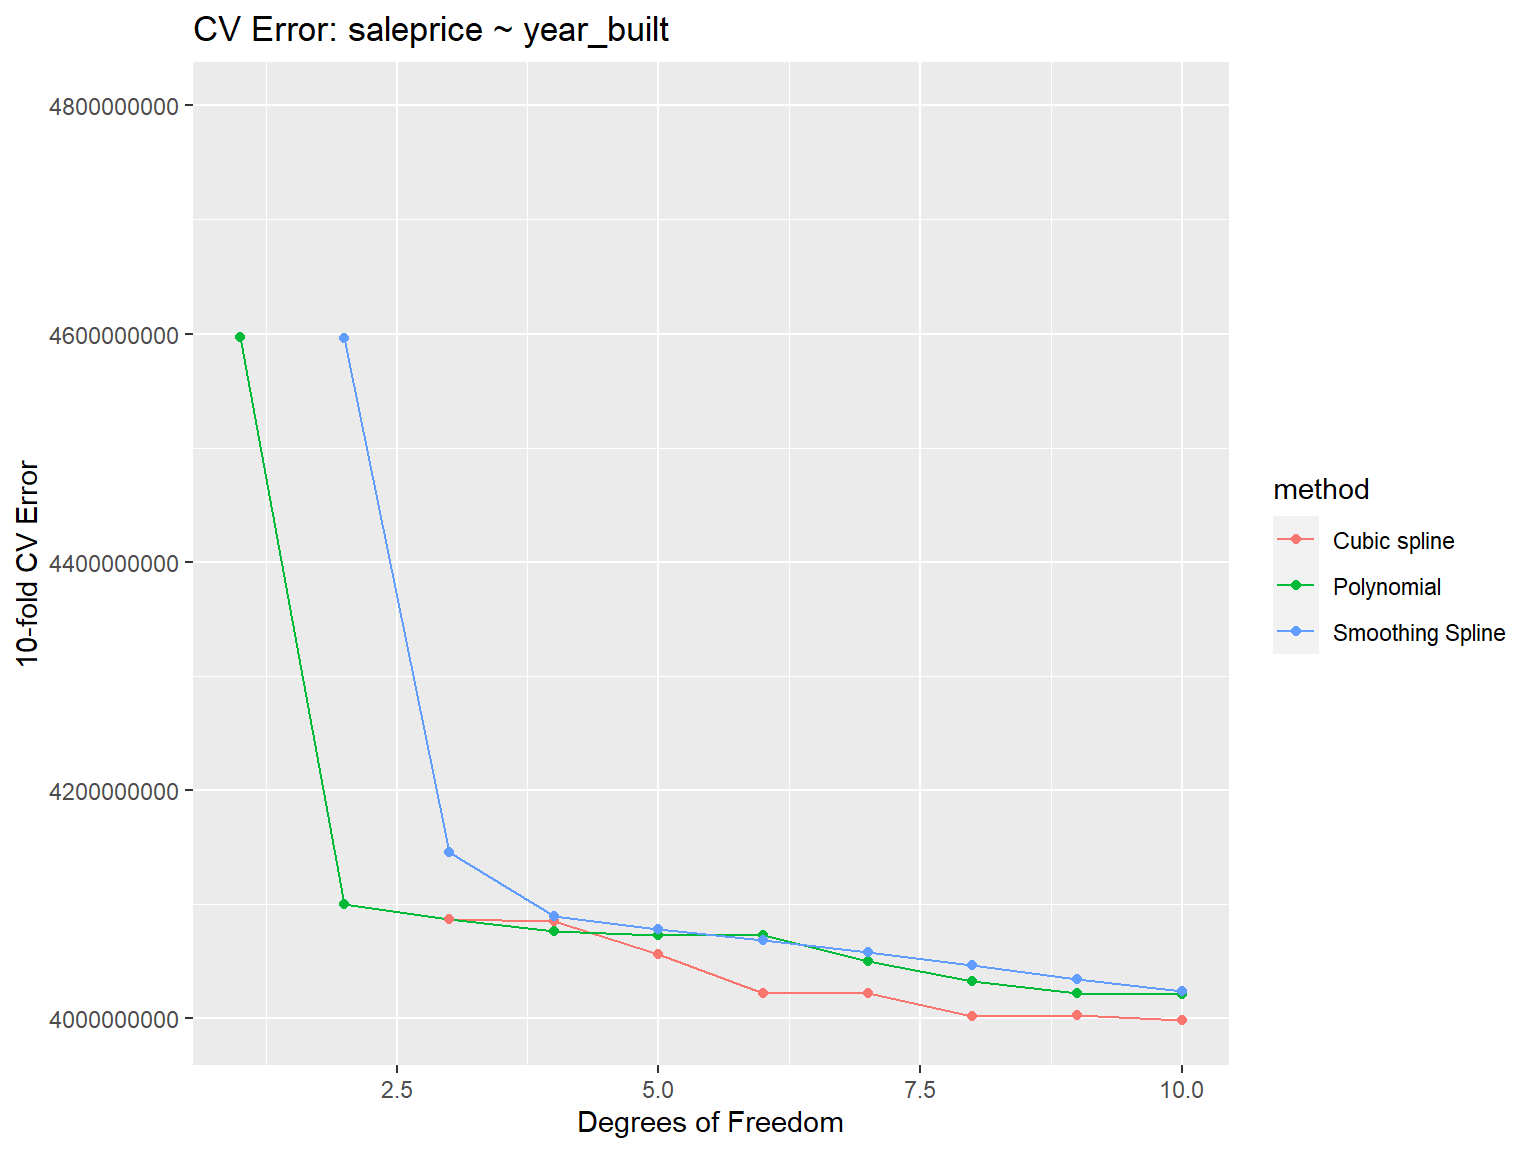 CV Error: saleprice ~ year_built
4800000000
4600000000
4400000000
4200000000
4000000000
10-fold CV Error
2.5 5.0 7.5 10.0
Degrees of Freedom
method
Cubic spline
Polynomial
Smoothing Spline